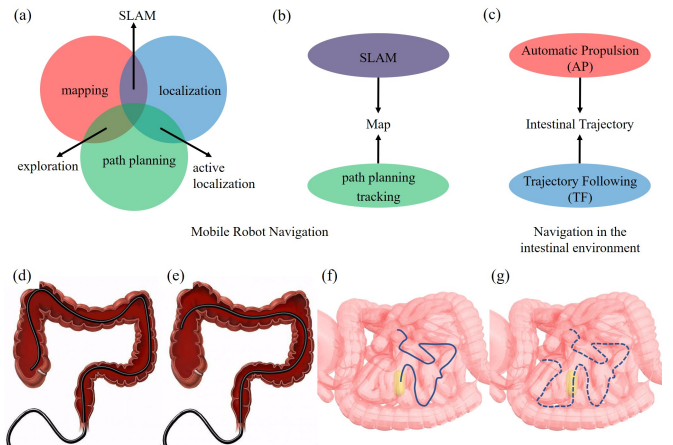 (a)
SLAM
mapping
localization
path planning
exploration
active
localization
(b)
SLAM
Map
path planning
tracking
Mobile Robot Navigation
(c)
Automatic Propulsion
(AP)
Intestinal Trajectory
Trajectory Following
(TF)
Navigation in the
intestinal environment
(d)
(e)
(f)
(g)